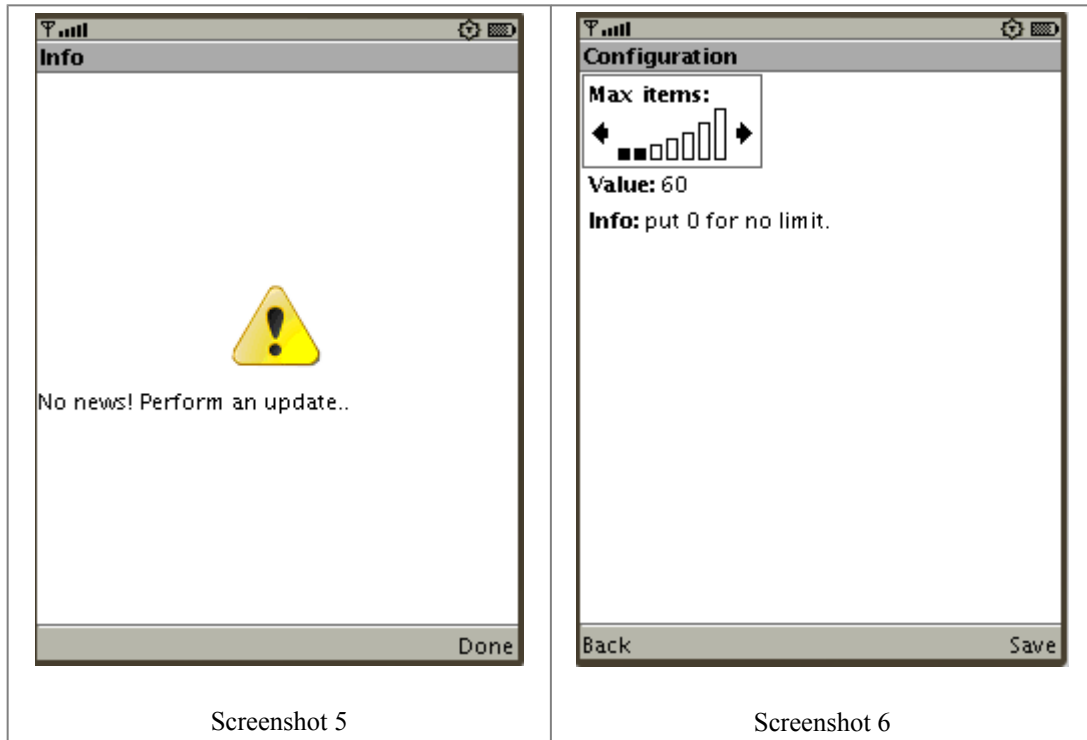 Info
No news! Perform an update..
Done
Screenshot 5
Configuration
Max items:
Value: 60
Info: put 0 for no limit.
Back Save
Screenshot 6